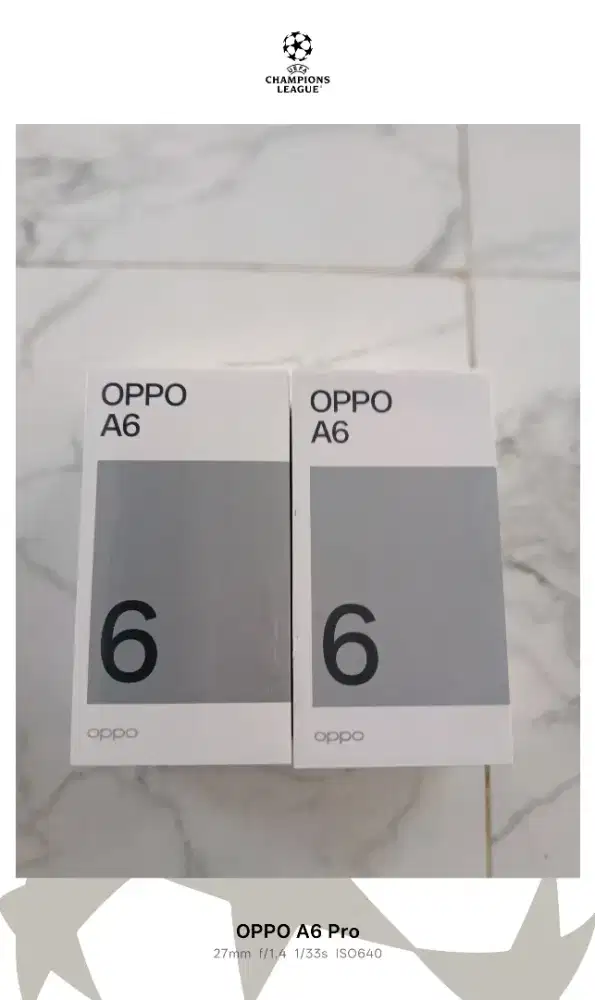 UEFA
CHAMPIONS
LEAGUE
OPPO
A6
6
oppo
OPPO
A6
6
oppo
OPPO A6 Pro
27mm f/1.4 1/33s ISO640